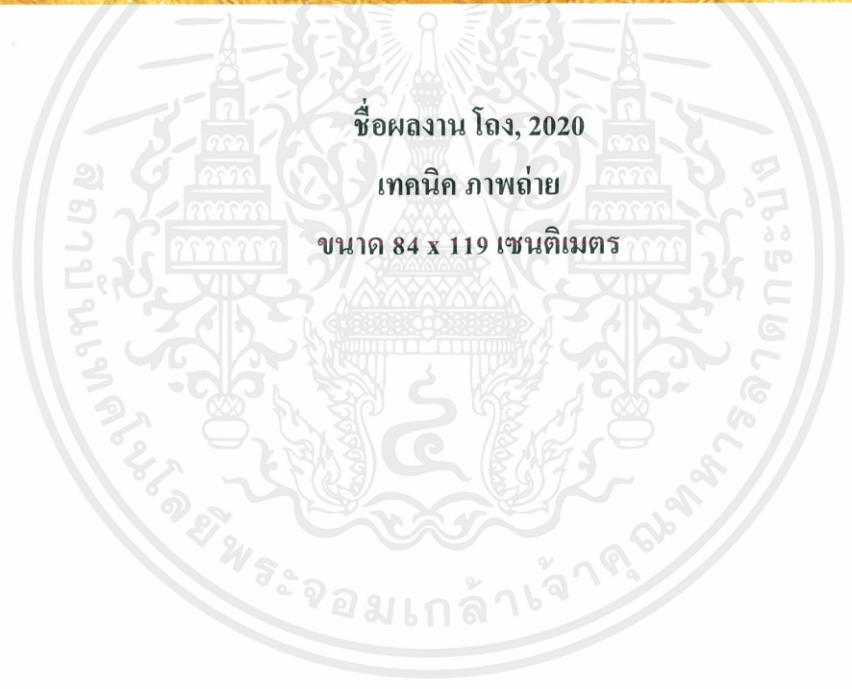 ชื่อผลงาน โถง, 2020
เทคนิค ภาพถ่าย
ขนาด 84 x 119 เซนติเมตร
สถาบันเทคโนโลยีพระจอมเกล้าเจ้าคุณทหารลาดกระบัง